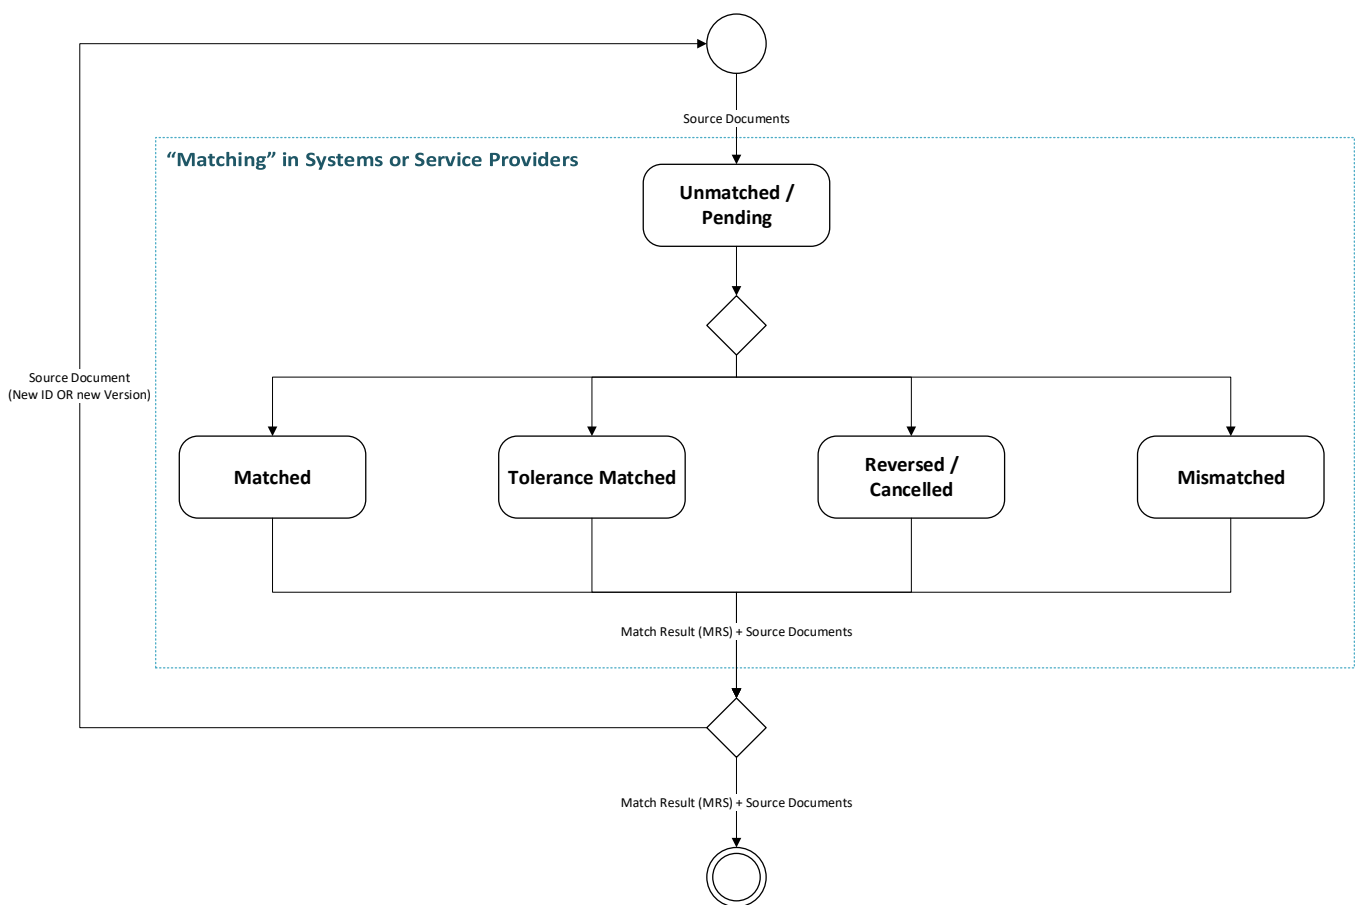 Source Documents
“Matching” in Systems or Service Providers
Unmatched /
Pending
Source Document
(New ID OR new Version)
Matched
Tolerance Matched
Reversed /
Cancelled
Mismatched
Match Result (MRS) + Source Documents
Match Result (MRS) + Source Documents